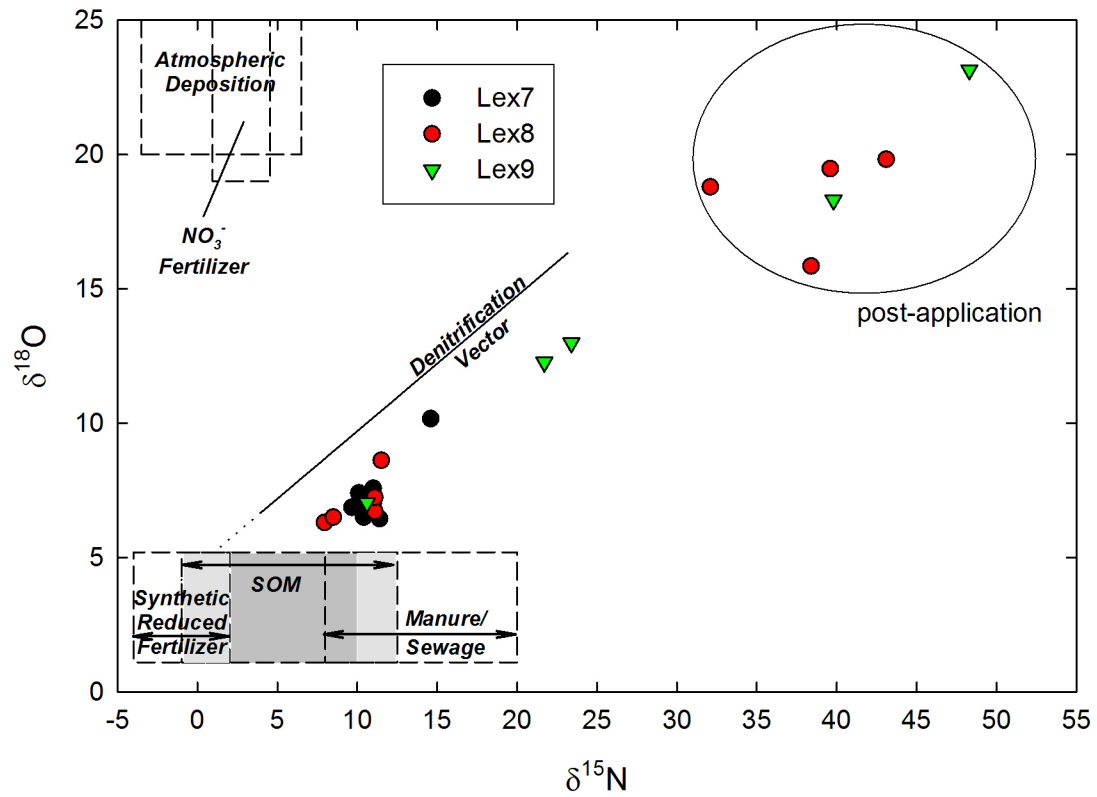 25
20
15
10
5
0
δ18O
-5
0
5
10
15
20
25
30
35
40
45
50
55
δ15N
Atmospheric
Deposition
NO3-
Fertilizer
Lex7
Lex8
Lex9
post-application
Denitrification
Vector
SOM
Synthetic
Reduced
Fertilizer
Manure/
Sewage